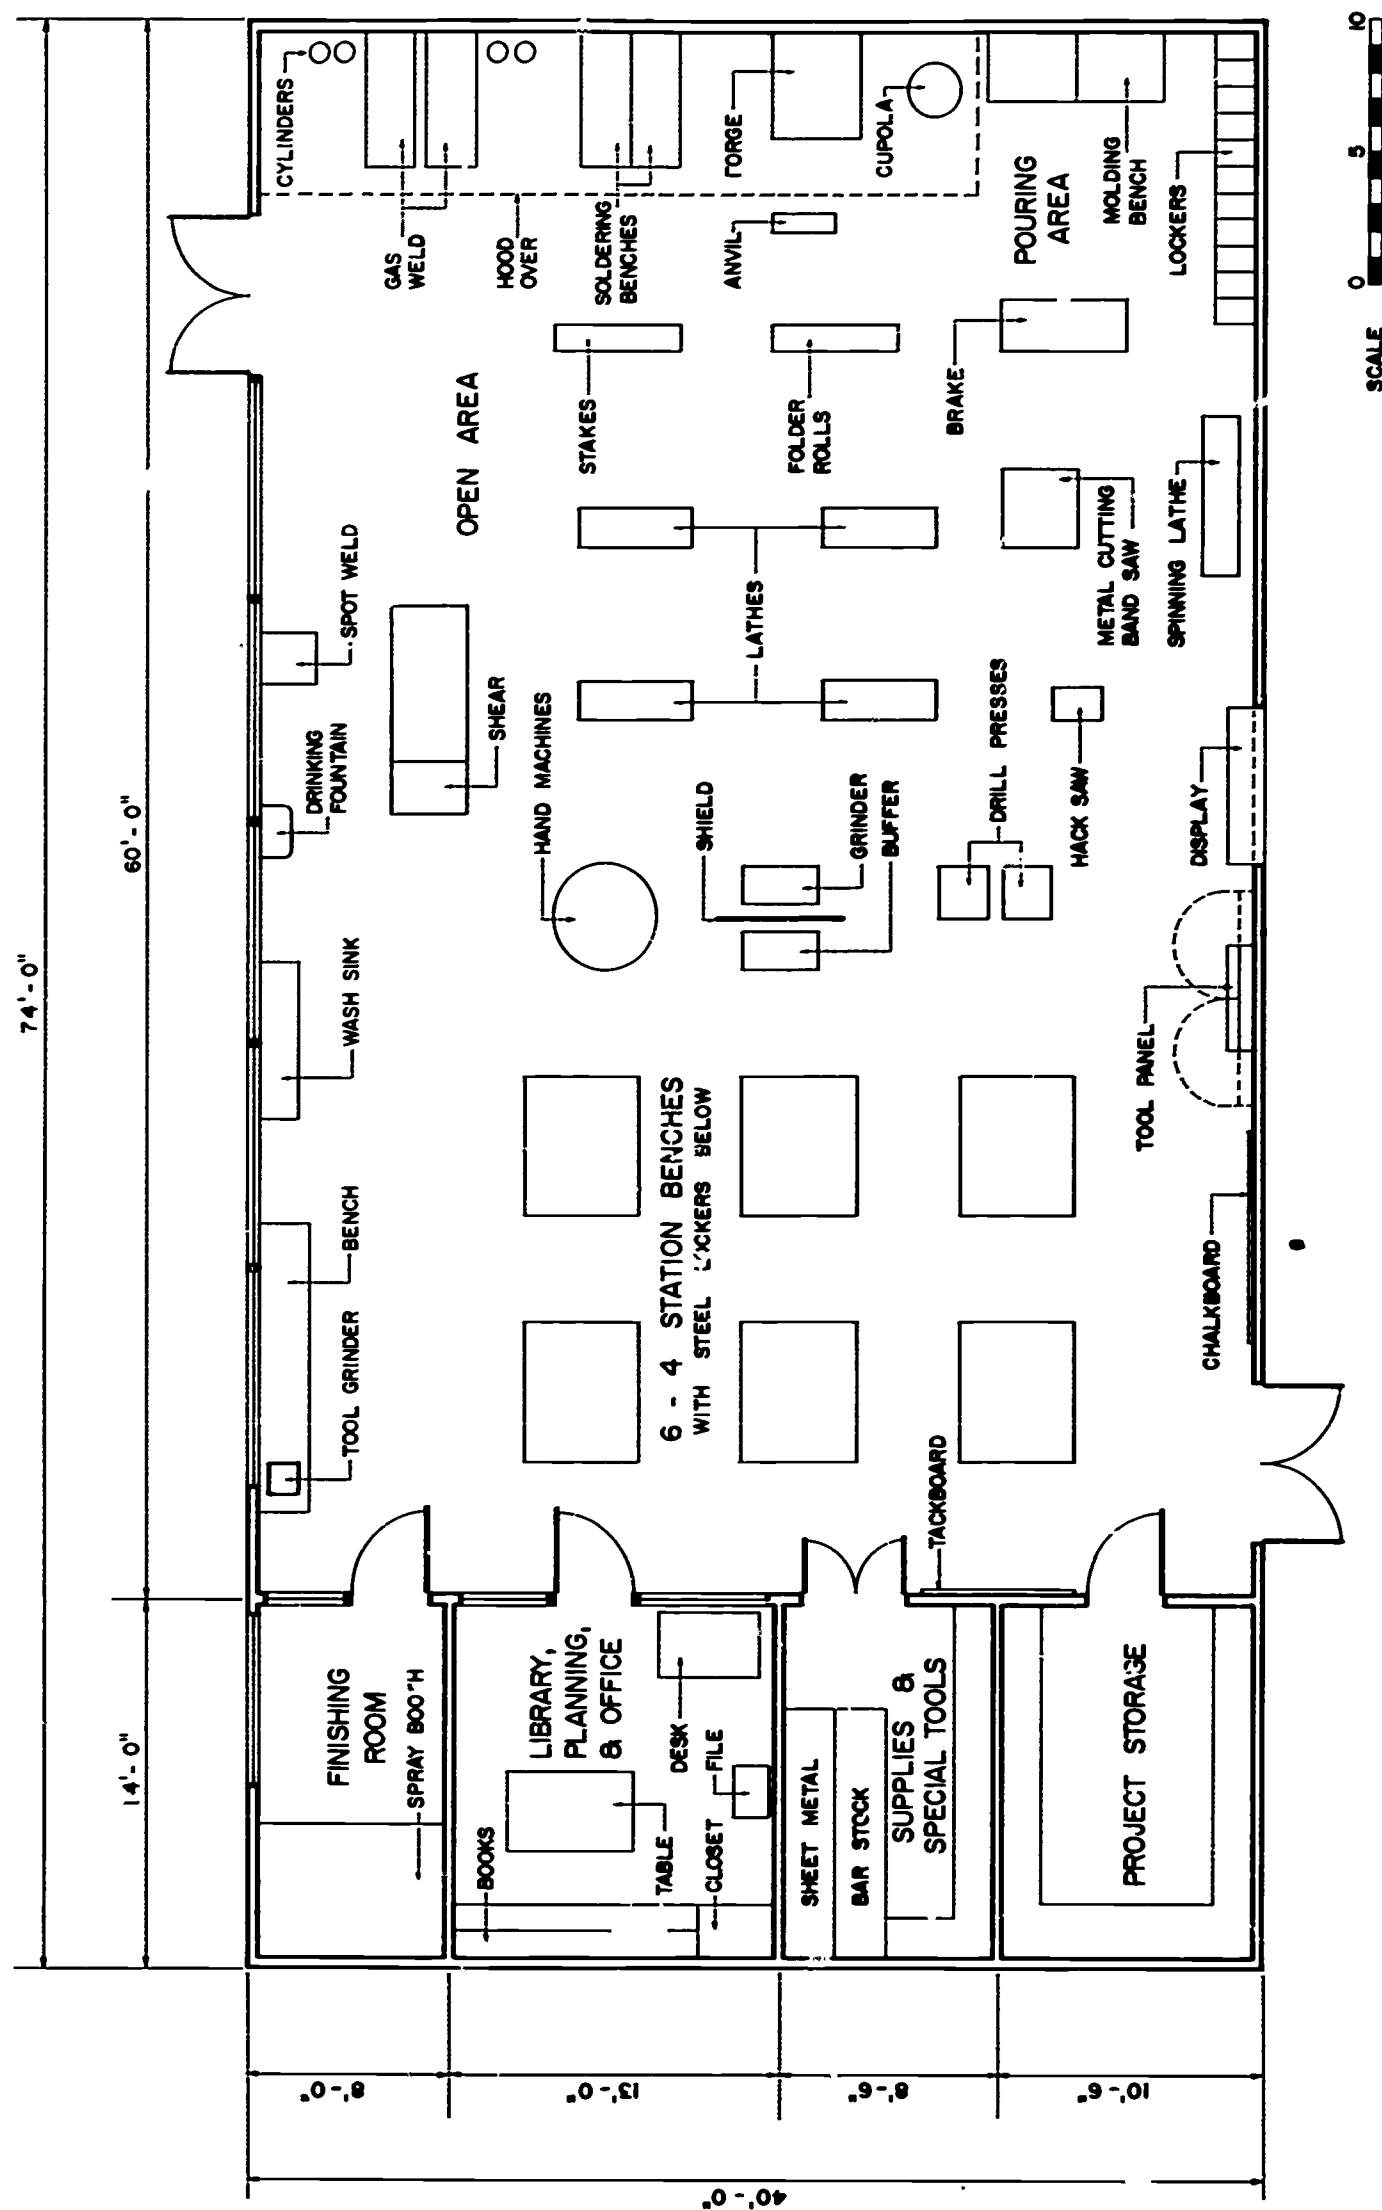 74'-0"
14'-0"
60'-0"
40'-0"
8'-0"
13'-0"
8'-6"
10'-6"
FINISHING
ROOM
SPRAY BOOTH
BOOKS
LIBRARY,
PLANNING,
& OFFICE
TABLE
DESK
CLOSET
FILE
SHEET METAL
BAR STOCK
SUPPLIES &
SPECIAL TOOLS
PROJECT STORAGE
TOOL GRINDER
BENCH
WASH SINK
DRINKING
FOUNTAIN
SPOT WELD
CYLINDERS
GAS
WELD
HOOD
OVER
OPEN AREA
SHEAR
HAND MACHINES
STAKES
SOLDERING
BENCHES
6 - 4 STATION BENCHES
WITH STEEL LOCKERS BELOW
SHIELD
LATHES
ANVIL
FORGE
FOLDER
ROLLS
GRINDER
BUFFER
CUPOLA
TACKBOARD
BRAKE
DRILL PRESSES
POURING
AREA
HACK SAW
METAL CUTTING
BAND SAW
MOLDING
BENCH
TOOL PANEL
SPINNING LATHE
LOCKERS
CHALKBOARD
DISPLAY
SCALE
0 5 10